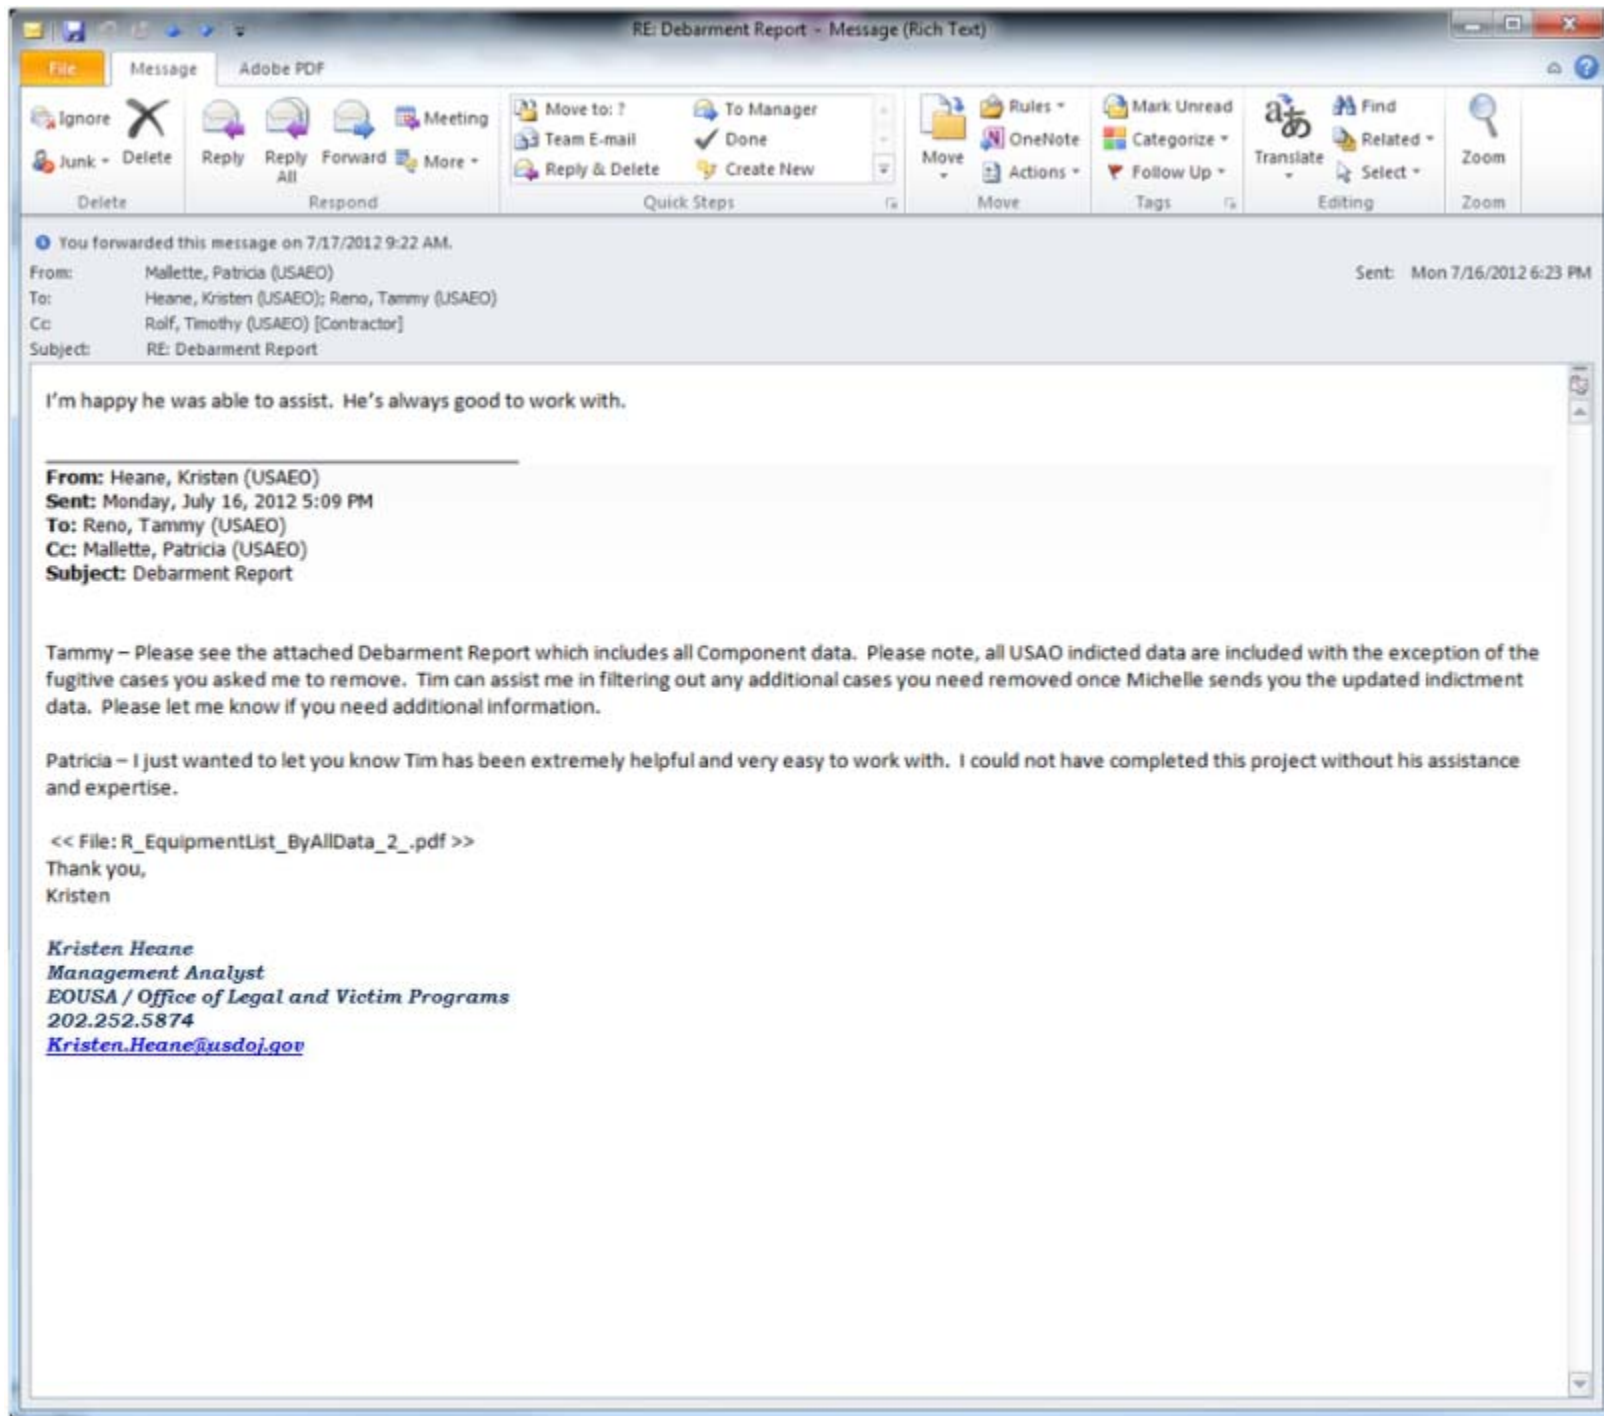 RE: Debarment Report - Message (Rich Text)
File Message Adobe PDF
Ignore
Junk
Delete
Reply
Reply All
Forward
Meeting
More
Move to: ?
Team E-mail
Reply & Delete
To Manager
Done
Create New
Move
Rules
OneNote
Actions
Mark Unread
Categorize
Follow Up
Translate
Find
Related
Select
Zoom
Delete Respond Quick Steps Move Tags Editing Zoom
You forwarded this message on 7/17/2012 9:22 AM.
From: Mallette, Patricia (USAEO) Sent: Mon 7/16/2012 6:23 PM
To: Heane, Kristen (USAEO); Reno, Tammy (USAEO)
Cc: Rolf, Timothy (USAEO) [Contractor]
Subject: RE: Debarment Report
I'm happy he was able to assist. He's always good to work with.
From: Heane, Kristen (USAEO)
Sent: Monday, July 16, 2012 5:09 PM
To: Reno, Tammy (USAEO)
Cc: Mallette, Patricia (USAEO)
Subject: Debarment Report
Tammy – Please see the attached Debarment Report which includes all Component data. Please note, all USAO indicted data are included with the exception of the
fugitive cases you asked me to remove. Tim can assist me in filtering out any additional cases you need removed once Michelle sends you the updated indictment
data. Please let me know if you need additional information.
Patricia – I just wanted to let you know Tim has been extremely helpful and very easy to work with. I could not have completed this project without his assistance
and expertise.
<< File: R_EquipmentList_ByAllData_2_.pdf >>
Thank you,
Kristen
Kristen Heane
Management Analyst
EOUSA / Office of Legal and Victim Programs
202.252.5874
Kristen.Heane@usdoj.gov